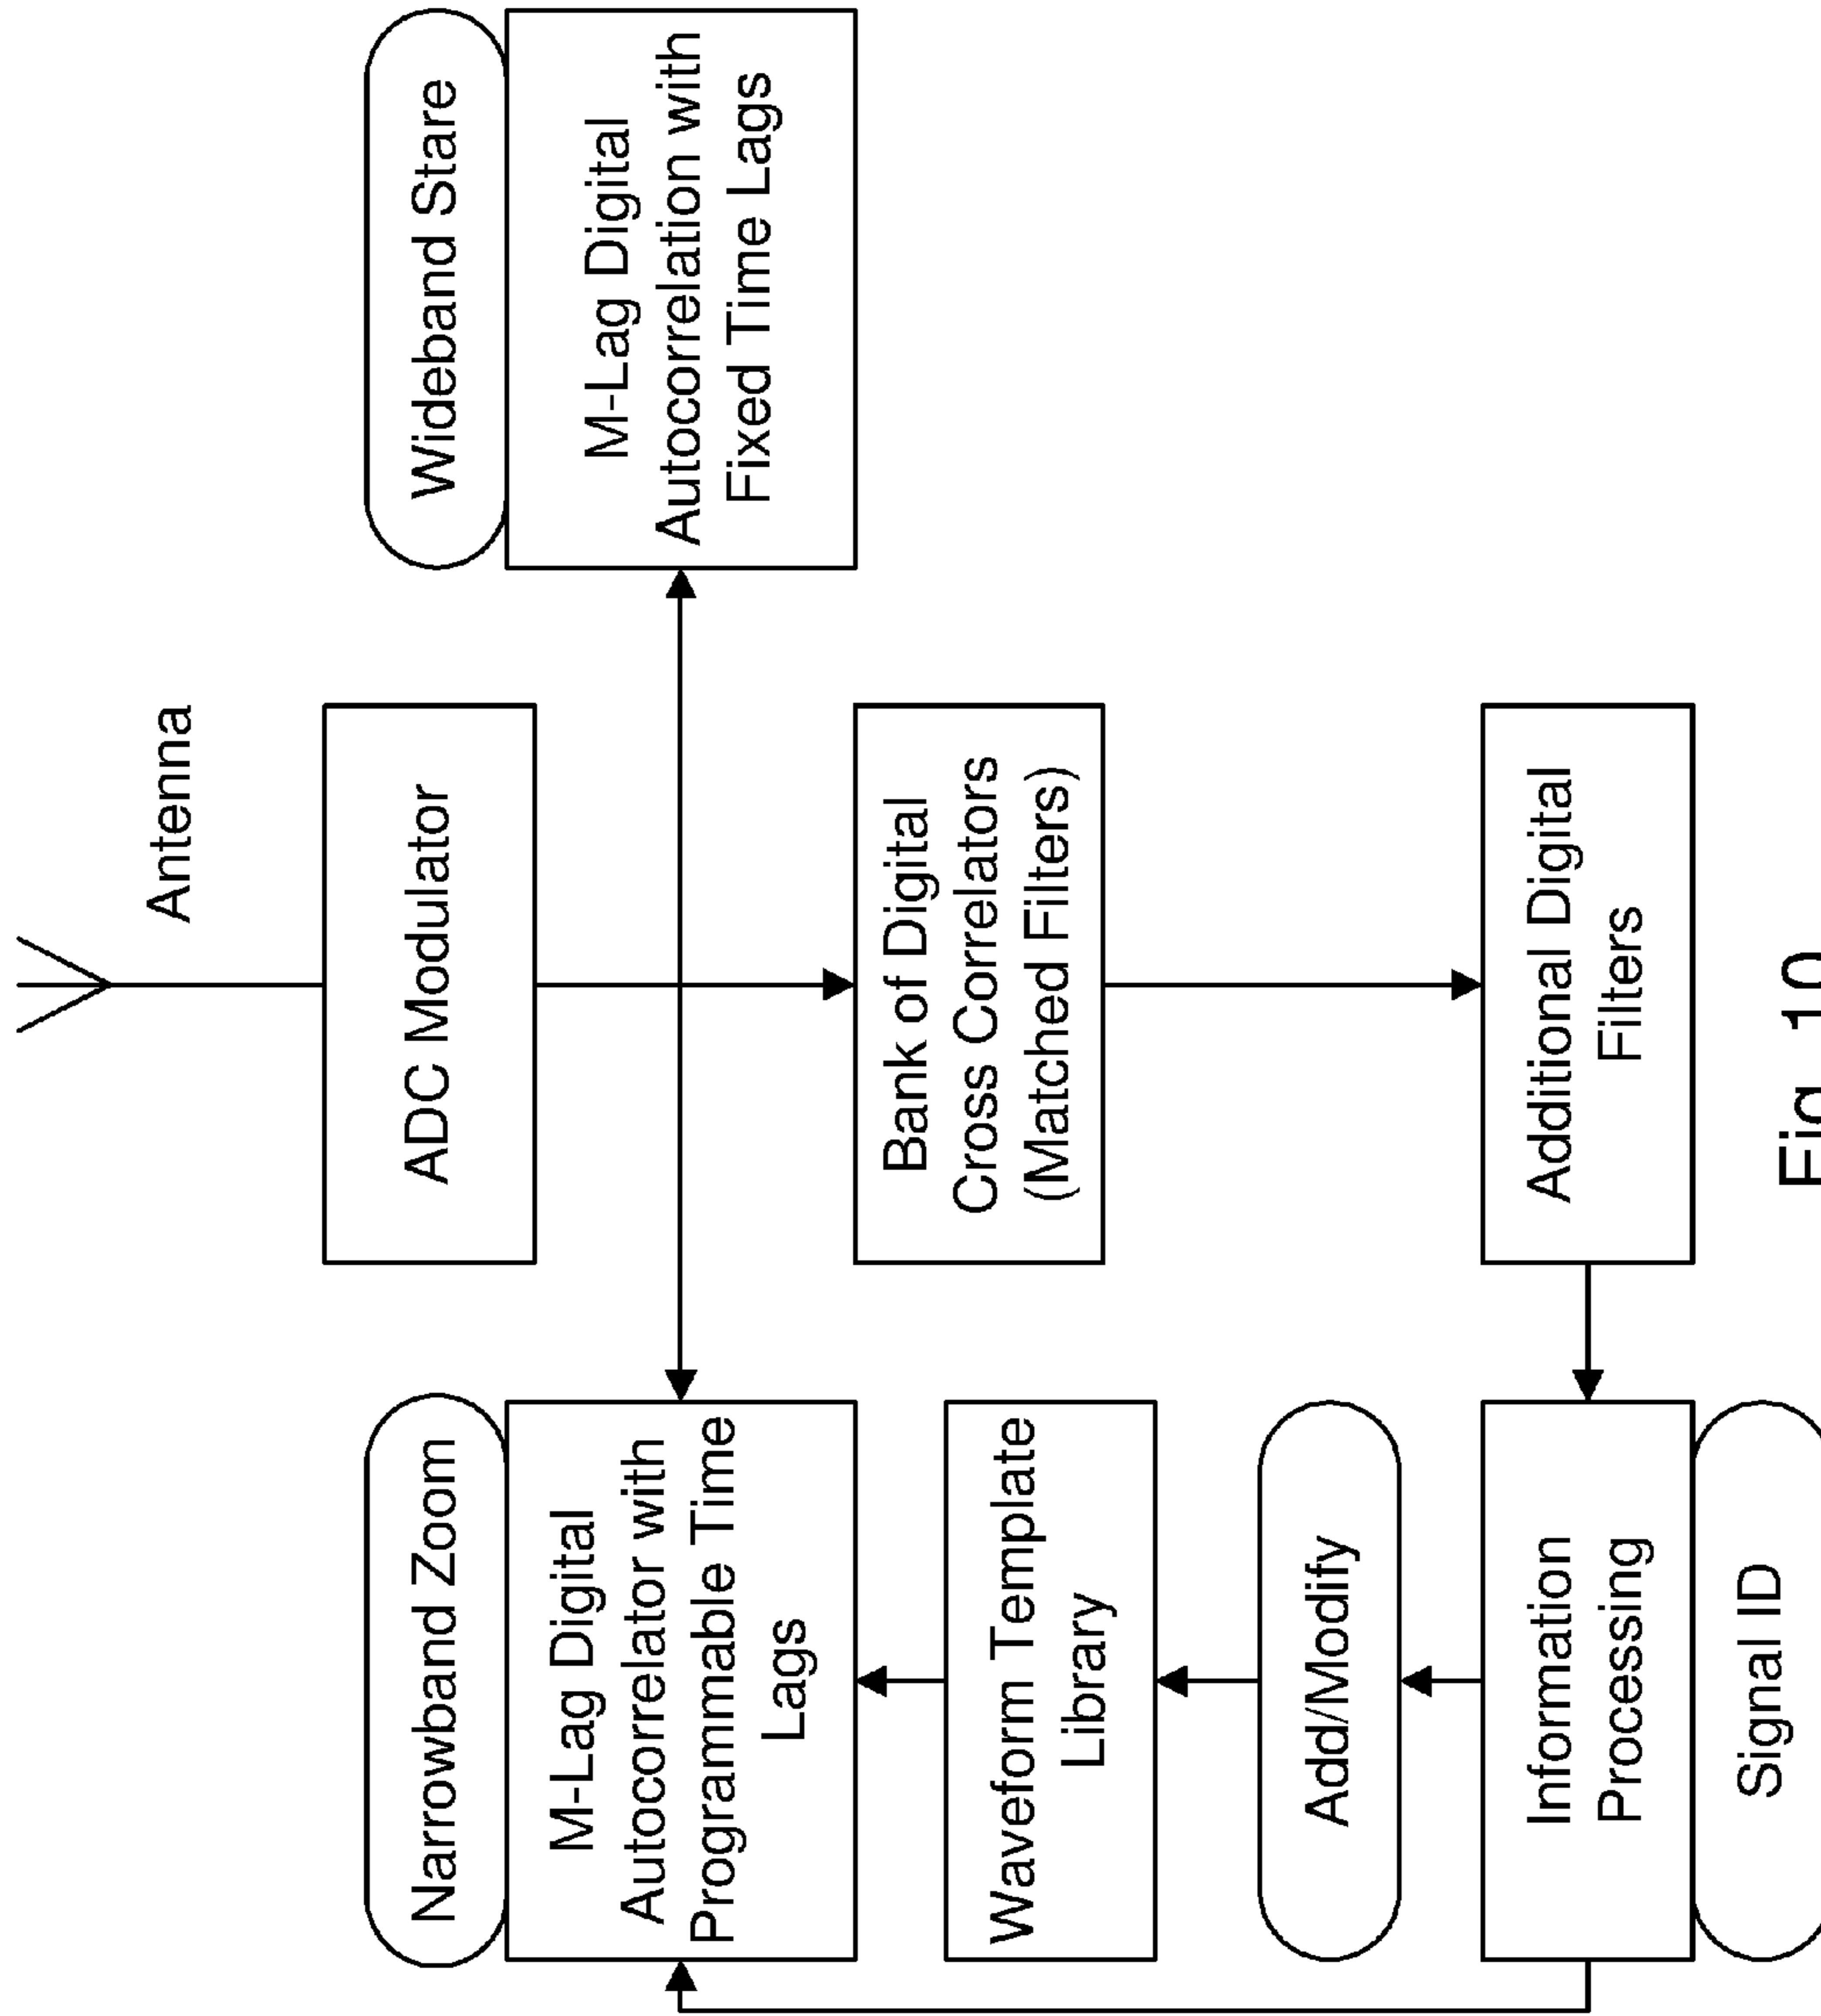 Antenna
Narrowband Zoom
ADC Modulator
Wideband Stare
M-Lag Digital
Autocorrelator with
Programmable Time
Lags
M-Lag Digital
Autocorrelation with
Fixed Time Lags
Bank of Digital
Cross Correlators
(Matched Filters)
Waveform Template
Library
Add/Modify
Information
Processing
Additional Digital
Filters
Signal ID
Fig